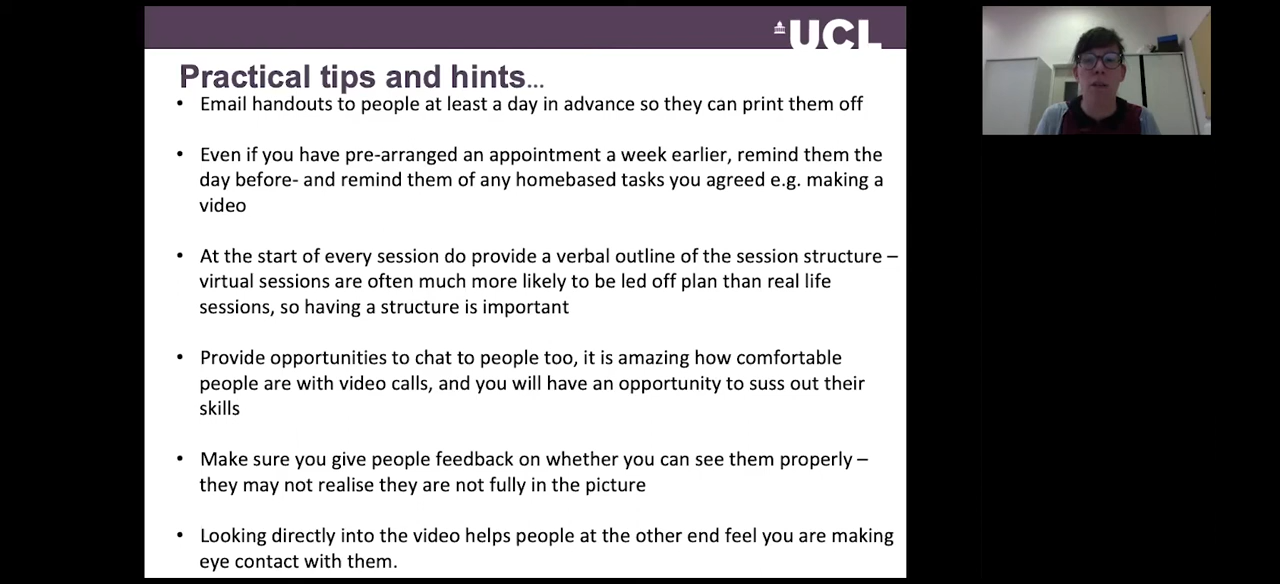 UCL
Practical tips and hints...
• Email handouts to people at least a day in advance so they can print them off
• Even if you have pre-arranged an appointment a week earlier, remind them the
day before- and remind them of any homebased tasks you agreed e.g. making a
video
• At the start of every session do provide a verbal outline of the session structure –
virtual sessions are often much more likely to be led off plan than real life
sessions, so having a structure is important
• Provide opportunities to chat to people too, it is amazing how comfortable
people are with video calls, and you will have an opportunity to suss out their
skills
• Make sure you give people feedback on whether you can see them properly –
they may not realise they are not fully in the picture
• Looking directly into the video helps people at the other end feel you are making
eye contact with them.